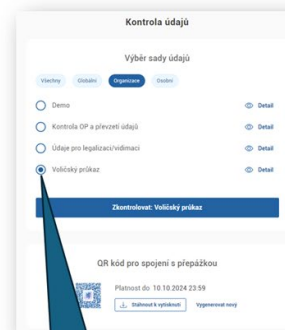 Kontrola údajů
Výběr sady údajů
Všechny Globální Organizace Osobní
Demo Detail
Kontrola OP a převzetí údajů Detail
Údaje pro legalizaci/vidimaci Detail
Voličský průkaz Detail
Zkontrolovat: Voličský průkaz
QR kód pro spojení s přepážkou
Platnost do 10.10.2024 23:59
Stáhnout k vytisknutí Vygenerovat nový